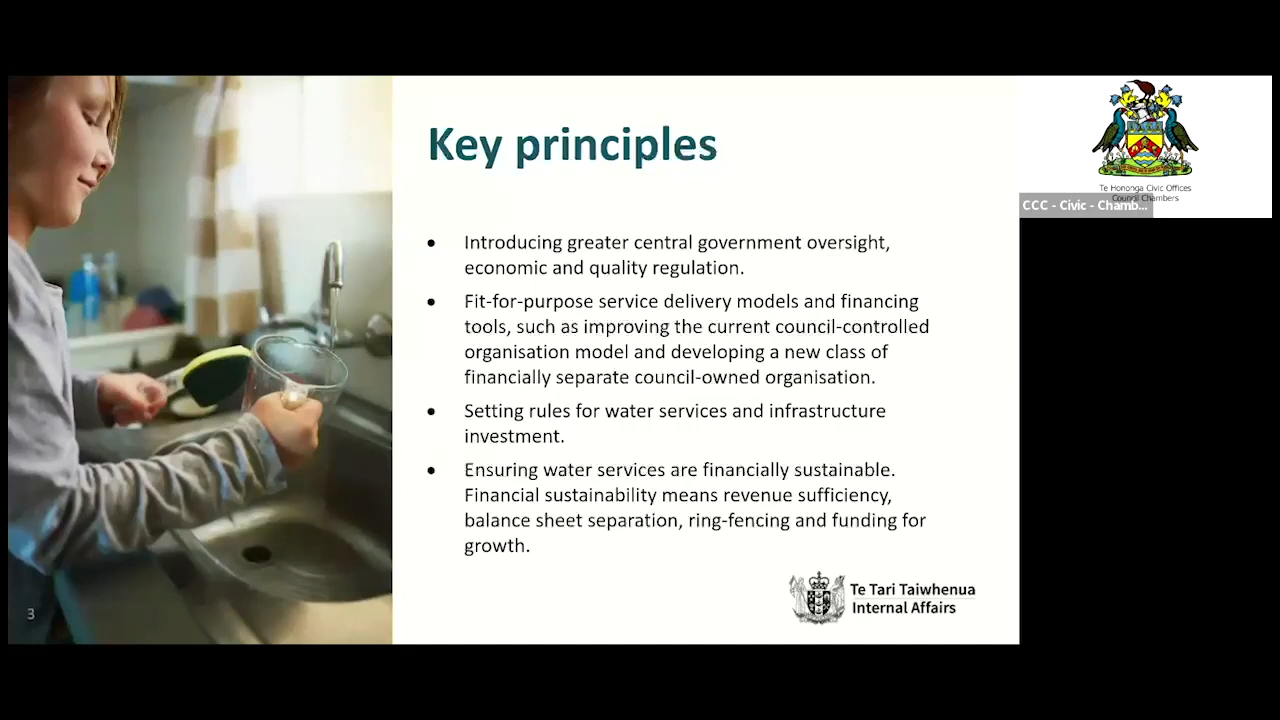 Key principles
Introducing greater central government oversight,
economic and quality regulation.
Fit-for-purpose service delivery models and financing
tools, such as improving the current council-controlled
organisation model and developing a new class of
financially separate council-owned organisation.
Setting rules for water services and infrastructure
investment.
Ensuring water services are financially sustainable.
Financial sustainability means revenue sufficiency,
balance sheet separation, ring-fencing and funding for
growth.
Te Tari Taiwhenua
Internal Affairs
3
Te Hononga Civic Offices
Council Chambers
CCC - Civic - Chamb...